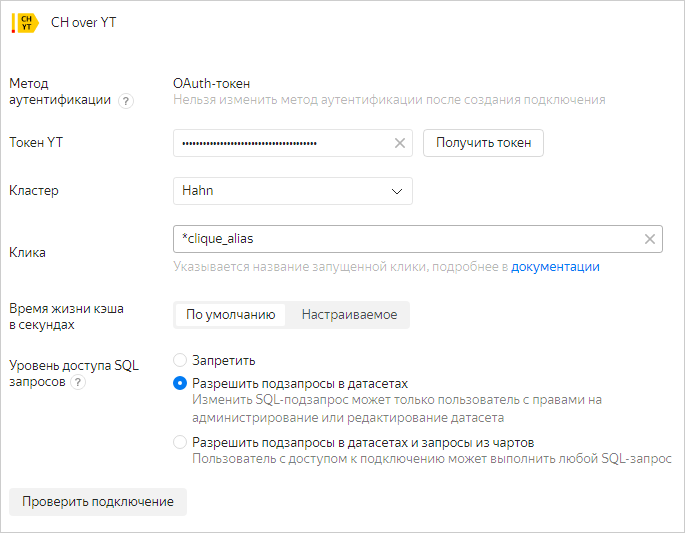 CH
YT
CH over YT
Метод
аутентификации ?
OAuth-токен
Нельзя изменить метод аутентификации после создания подключения
Токен YT
••••••••••••••••••••••••••••••••••••••• Получить токен
Кластер
Hahn
Клика
*clique_alias
Указывается название запущенной клики, подробнее в документации
Время жизни кэша
в секундах
По умолчанию Настраиваемое
Уровень доступа SQL
запросов ?
Запретить
Разрешить подзапросы в датасетах
Изменить SQL-подзапрос может только пользователь с правами на
администрирование или редактирование датасета
Разрешить подзапросы в датасетах и запросы из чартов
Пользователь с доступом к подключению может выполнить любой SQL-запрос
Проверить подключение